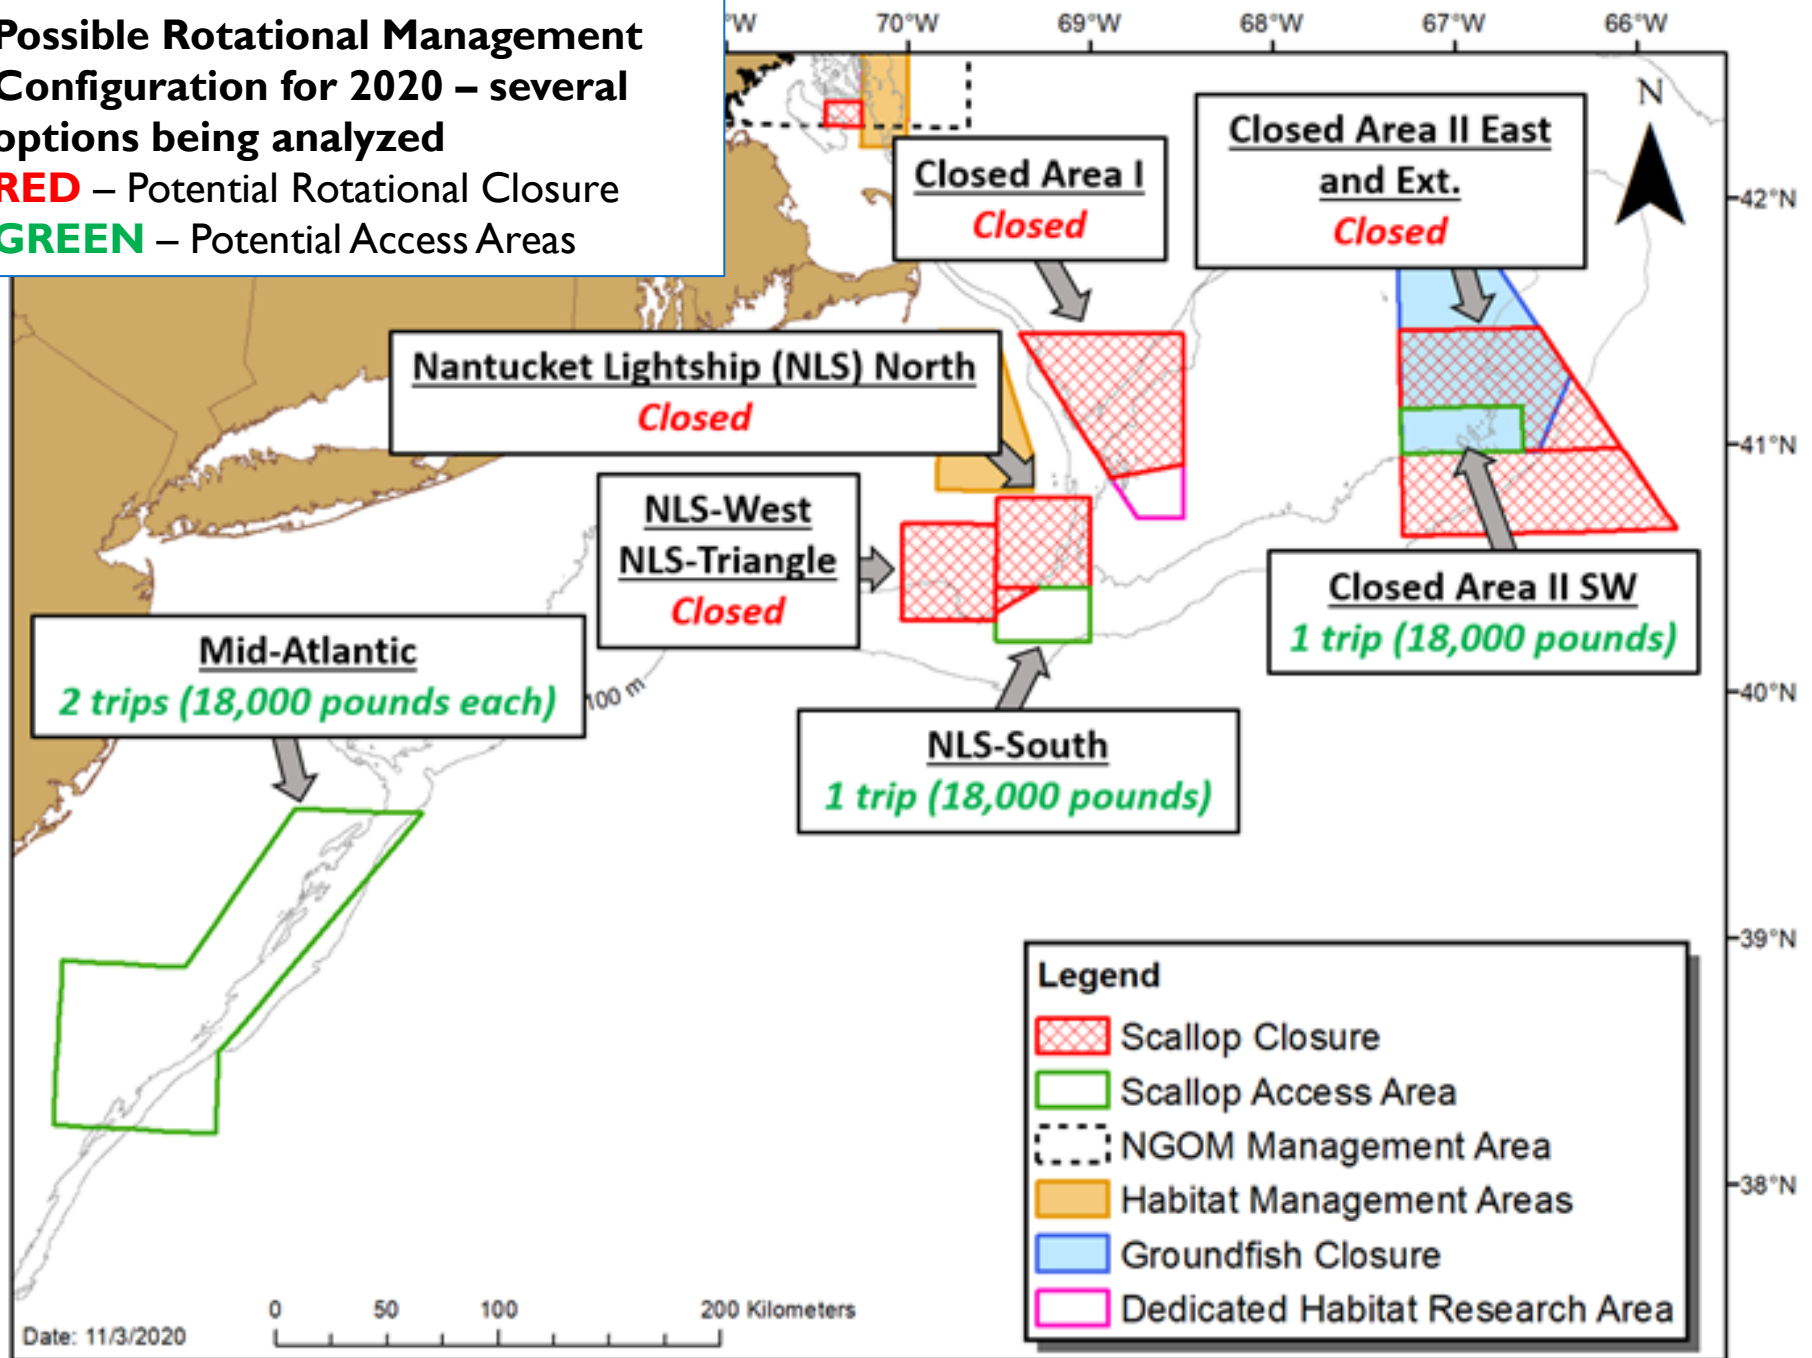 Possible Rotational Management
Configuration for 2020 – several
options being analyzed
RED – Potential Rotational Closure
GREEN – Potential Access Areas
°W
70°W
69°W
68°W
67°W
66°W
N
Closed Area I
Closed
Closed Area II East
and Ext.
Closed
42°N
Nantucket Lightship (NLS) North
Closed
41°N
NLS-West
NLS-Triangle
Closed
Closed Area II SW
1 trip (18,000 pounds)
Mid-Atlantic
2 trips (18,000 pounds each)
100 m
40°N
NLS-South
1 trip (18,000 pounds)
39°N
Legend
Scallop Closure
Scallop Access Area
NGOM Management Area
Habitat Management Areas
Groundfish Closure
Dedicated Habitat Research Area
38°N
0 50 100 200 Kilometers
Date: 11/3/2020